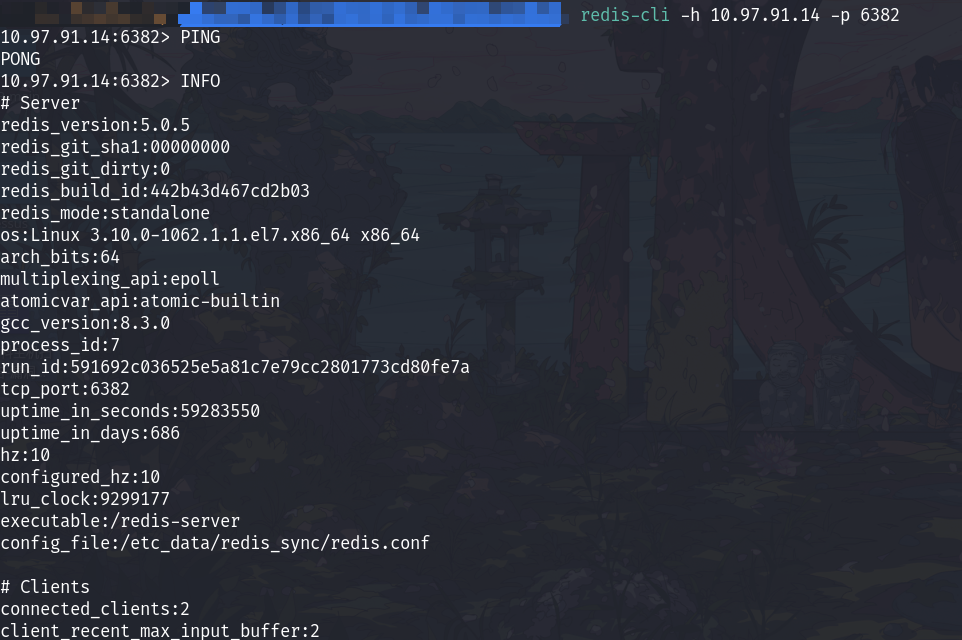 redis-cli -h 10.97.91.14 -p 6382
10.97.91.14:6382> PING
PONG
10.97.91.14:6382> INFO
# Server
redis_version:5.0.5
redis_git_sha1:00000000
redis_git_dirty:0
redis_build_id:442b43d467cd2b03
redis_mode:standalone
os:Linux 3.10.0-1062.1.1.el7.x86_64 x86_64
arch_bits:64
multiplexing_api:epoll
atomicvar_api:atomic-builtin
gcc_version:8.3.0
process_id:7
run_id:591692c036525e5a81c7e79cc2801773cd80fe7a
tcp_port:6382
uptime_in_seconds:59283550
uptime_in_days:686
hz:10
configured_hz:10
lru_clock:9299177
executable:/redis-server
config_file:/etc_data/redis_sync/redis.conf
# Clients
connected_clients:2
client_recent_max_input_buffer:2